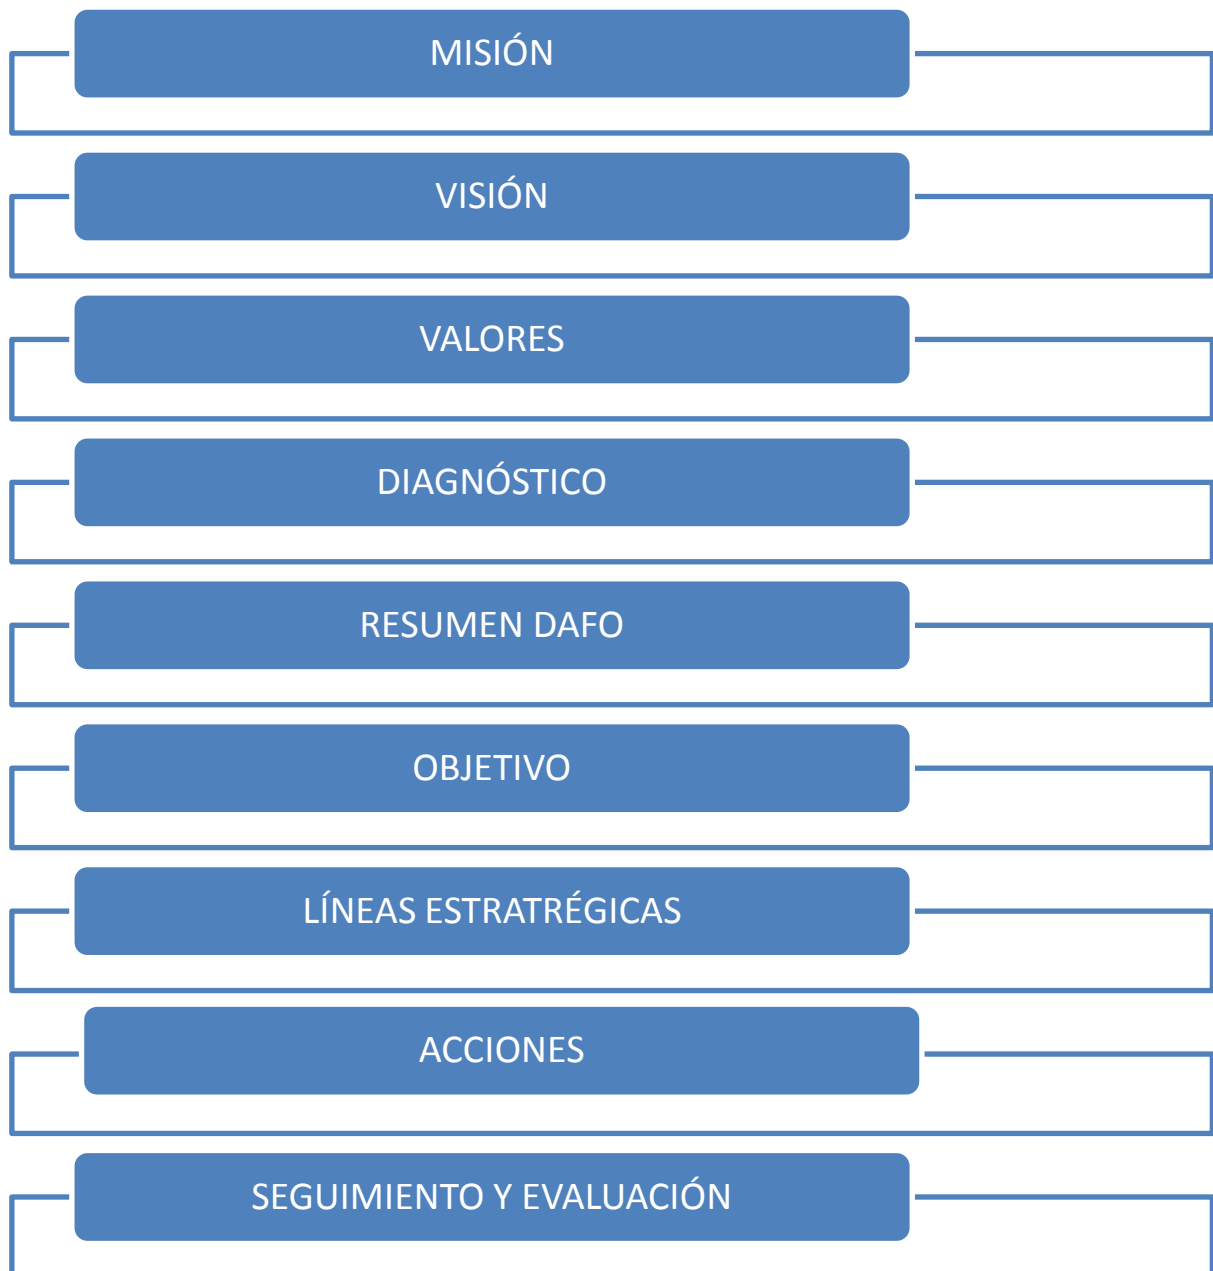 MISIÓN
VISIÓN
VALORES
DIAGNÓSTICO
RESUMEN DAFO
OBJETIVO
LÍNEAS ESTRATRÉGICAS
ACCIONES
SEGUIMIENTO Y EVALUACIÓN